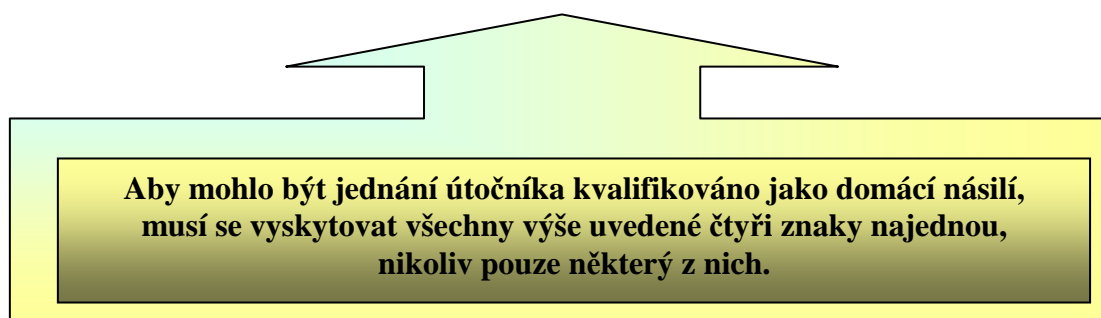 Aby mohlo být jednání útočníka kvalifikováno jako domácí násilí,
musí se vyskytovat všechny výše uvedené čtyři znaky najednou,
nikoliv pouze některý z nich.